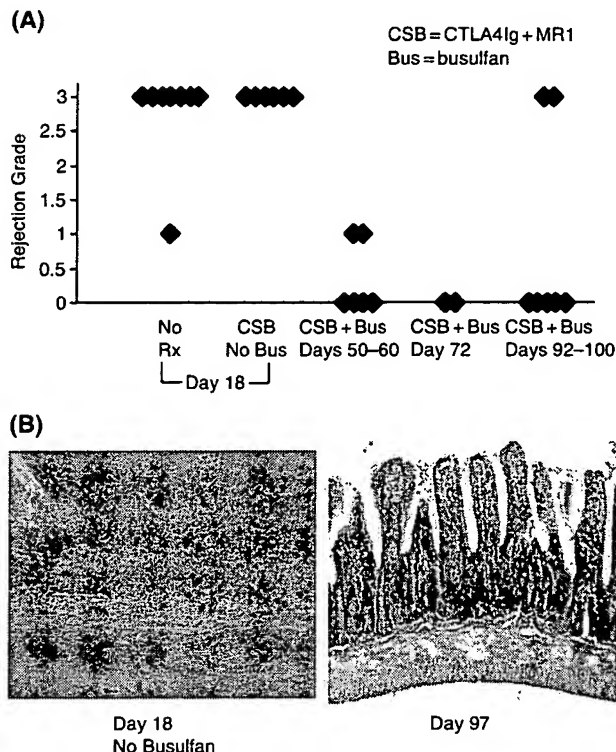 (A)
CSB = CTLA4Ig + MR1
Bus = busulfan
Rejection Grade
3
2.5
2
1.5
1
0.5
0
No Rx
CSB No Bus
CSB + Bus Days 50–60
CSB + Bus Day 72
CSB + Bus Days 92–100
Day 18
(B)
Day 18
No Busulfan
Day 97